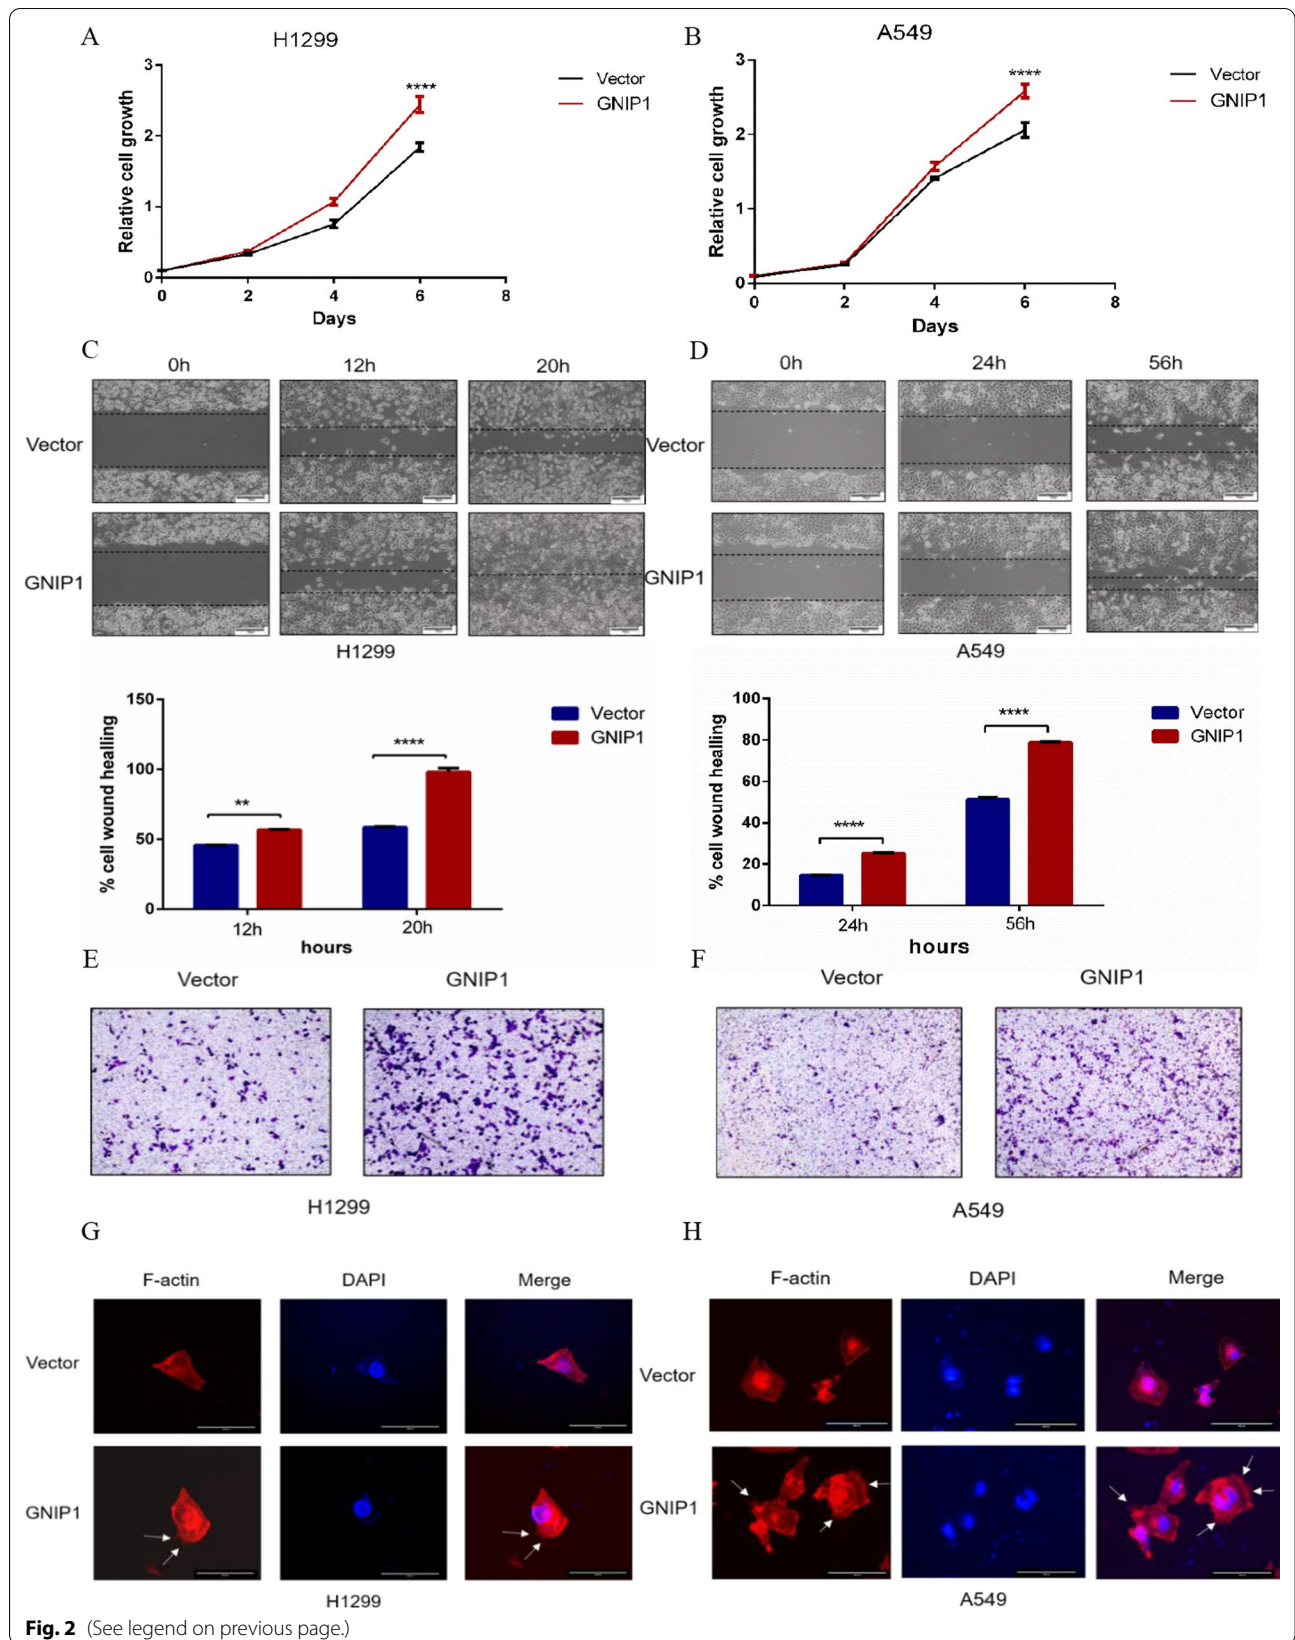 A
H1299
3
2
1
0
0 2 4 6 8
Relative cell growth
Days
****
Vector
GNIP1
B
A549
3
2
1
0
0 2 4 6 8
Relative cell growth
Days
****
Vector
GNIP1
C
0h 12h 20h
Vector
GNIP1
H1299
150
100
50
0
% cell wound healling
**
****
12h 20h
hours
Vector
GNIP1
D
0h 24h 56h
Vector
GNIP1
A549
100
80
60
40
20
0
% cell wound healling
****
****
24h 56h
hours
Vector
GNIP1
E
Vector GNIP1
H1299
F
Vector GNIP1
A549
G
F-actin DAPI Merge
Vector
GNIP1
H1299
H
F-actin DAPI Merge
Vector
GNIP1
A549
Fig. 2 (See legend on previous page.)